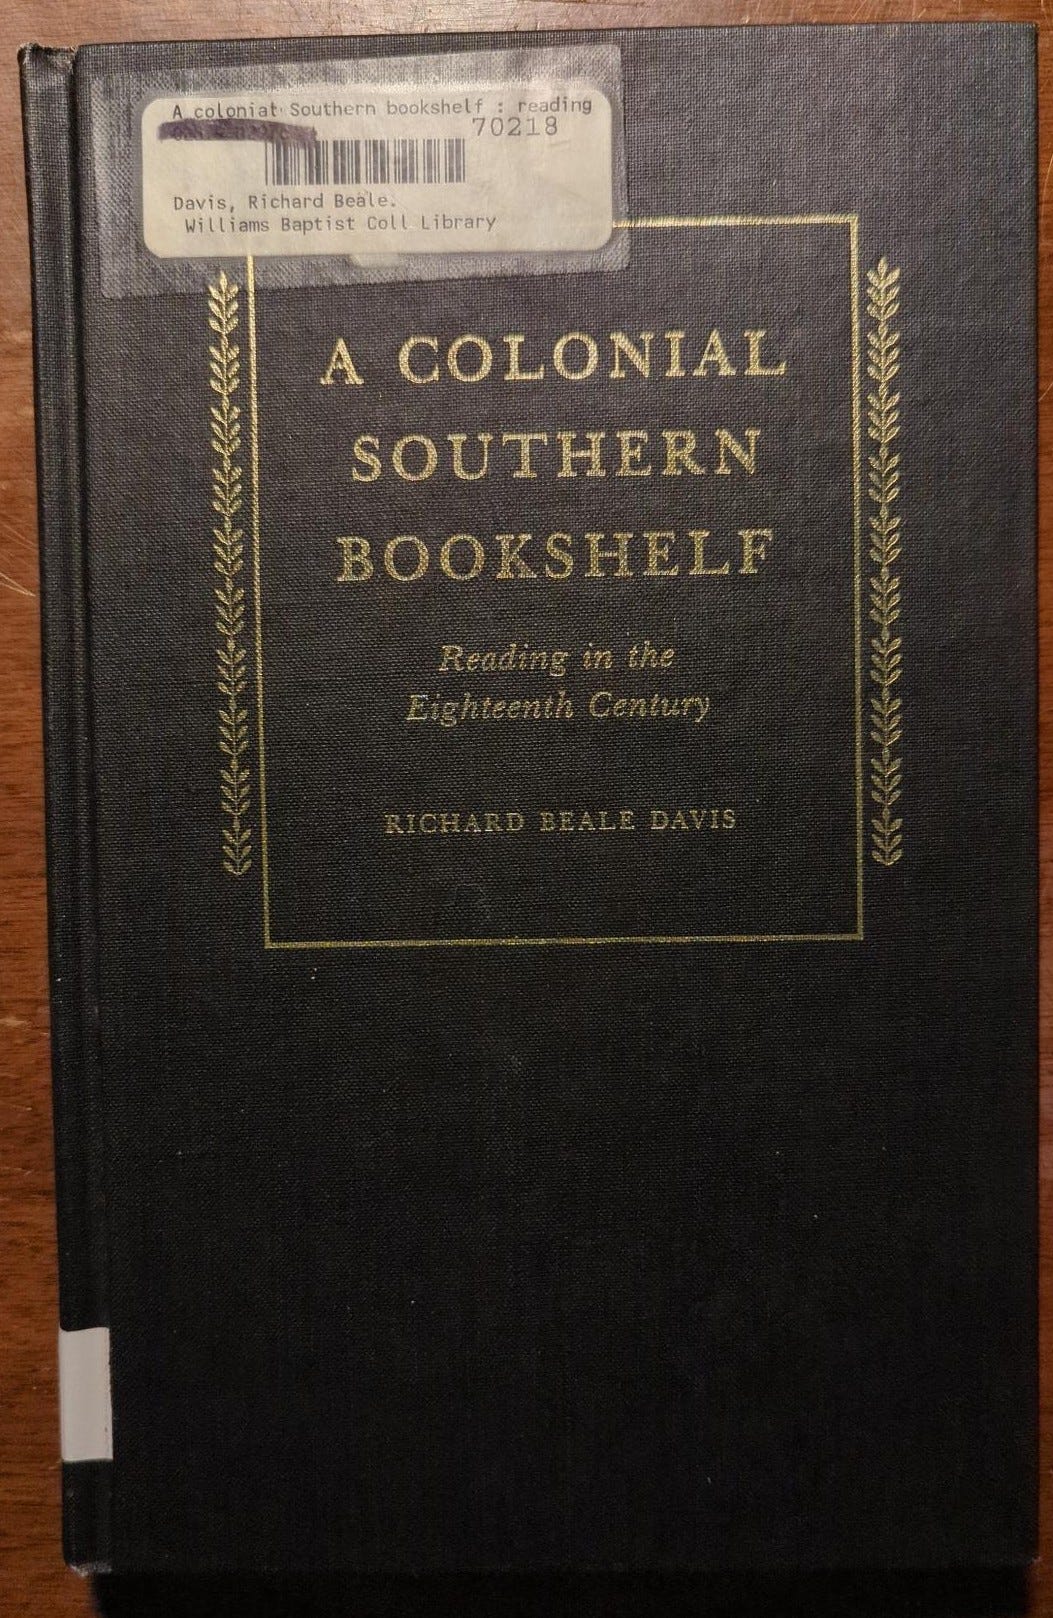 A colonial Southern bookshelf : reading
70218
Davis, Richard Beale.
Williams Baptist Coll Library
A COLONIAL
SOUTHERN
BOOKSHELF
Reading in the
Eighteenth Century
RICHARD BEALE DAVIS